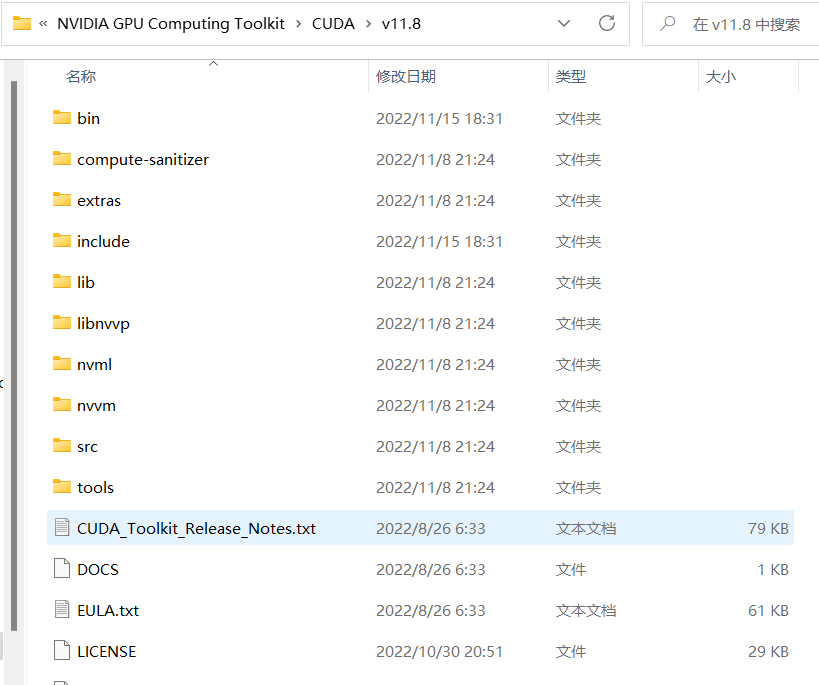 « NVIDIA GPU Computing Toolkit › CUDA › v11.8 在 v11.8 中搜索
名称 修改日期 类型 大小
bin 2022/11/15 18:31 文件夹
compute-sanitizer 2022/11/8 21:24 文件夹
extras 2022/11/8 21:24 文件夹
include 2022/11/15 18:31 文件夹
lib 2022/11/8 21:24 文件夹
libnvvp 2022/11/8 21:24 文件夹
nvml 2022/11/8 21:24 文件夹
nvvm 2022/11/8 21:24 文件夹
src 2022/11/8 21:24 文件夹
tools 2022/11/8 21:24 文件夹
CUDA_Toolkit_Release_Notes.txt 2022/8/26 6:33 文本文档 79 KB
DOCS 2022/8/26 6:33 文件 1 KB
EULA.txt 2022/8/26 6:33 文本文档 61 KB
LICENSE 2022/10/30 20:51 文件 29 KB